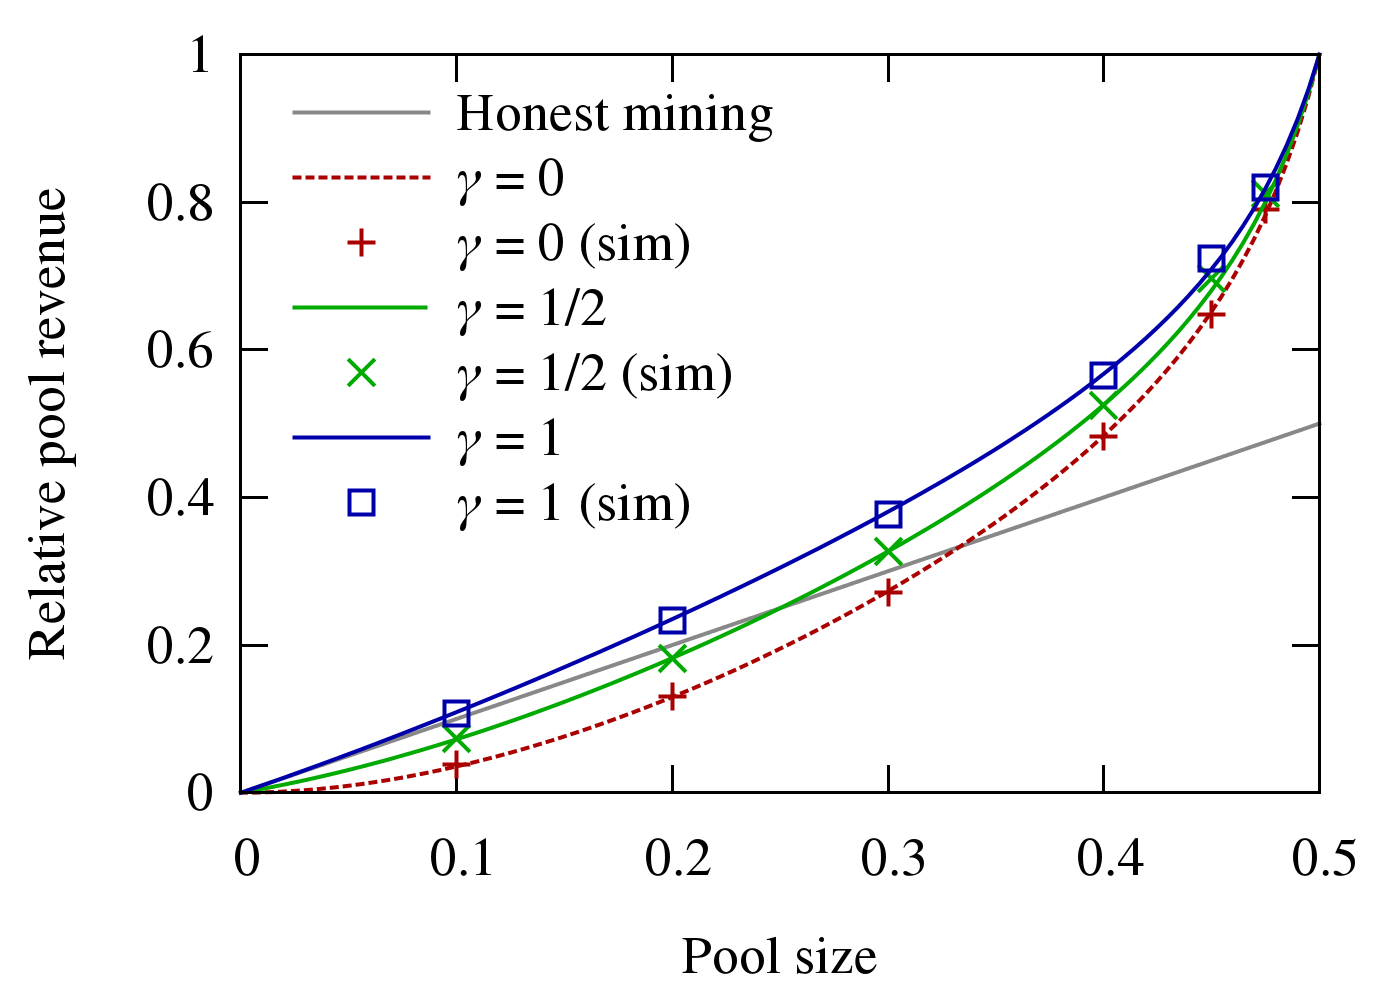 1
0.8
0.6
0.4
0.2
0
Relative pool revenue
Honest mining
γ = 0
γ = 0 (sim)
γ = 1/2
γ = 1/2 (sim)
γ = 1
γ = 1 (sim)
0 0.1 0.2 0.3 0.4 0.5
Pool size